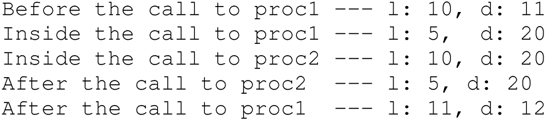 Before the call to proc1 --- l: 10, d: 11
Inside the call to proc1 --- l: 5,  d: 20
Inside the call to proc2 --- l: 10, d: 20
After the call to proc2  --- l: 5, d: 20
After the call to proc1  --- l: 11, d: 12